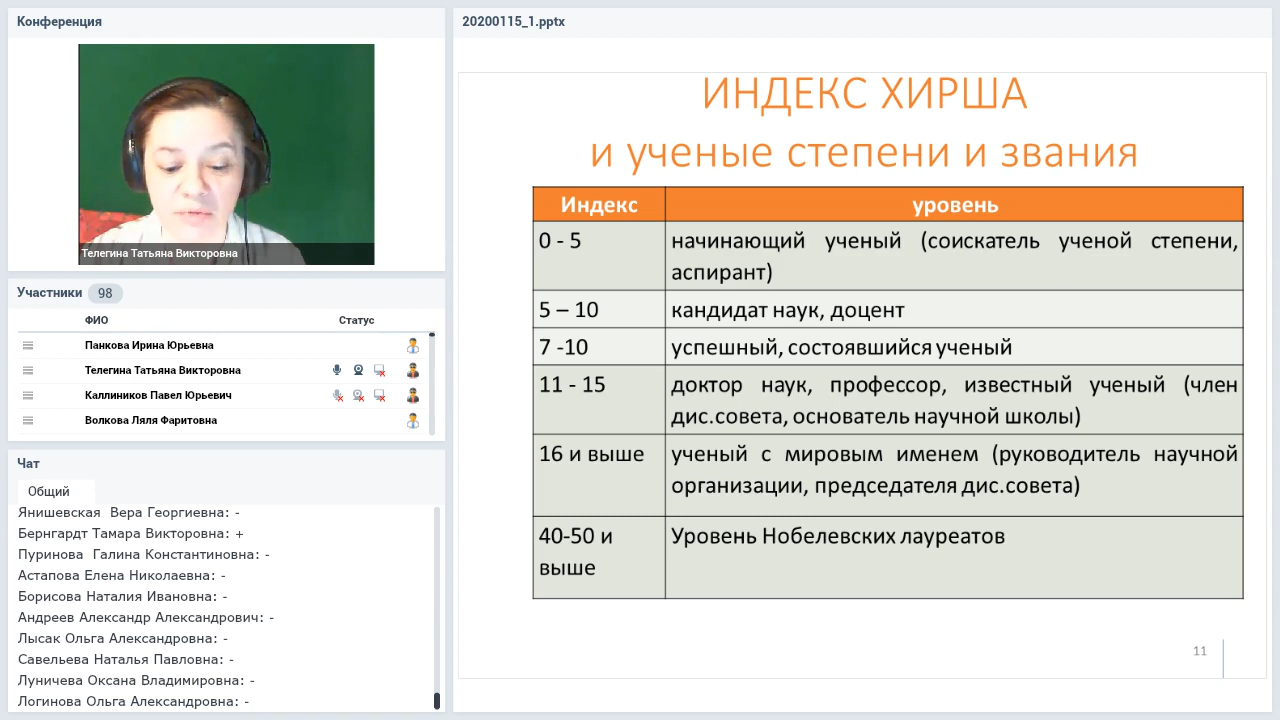 Конференция
Телегина Татьяна Викторовна
Участники 98
ФИО Статус
Панкова Ирина Юрьевна
Телегина Татьяна Викторовна
Каллиников Павел Юрьевич
Волкова Ляля Фаритовна
Чат
Общий
Янишевская Вера Георгиевна: -
Бернгардт Тамара Викторовна: +
Пуринова Галина Константиновна: -
Астапова Елена Николаевна: -
Борисова Наталия Ивановна: -
Андреев Александр Александрович: -
Лысак Ольга Александровна: -
Савельева Наталья Павловна: -
Луничева Оксана Владимировна: -
Логинова Ольга Александровна: -
20200115_1.pptx
ИНДЕКС ХИРША
и ученые степени и звания
Индекс уровень
0 - 5 начинающий ученый (соискатель ученой степени,
аспирант)
5 – 10 кандидат наук, доцент
7 -10 успешный, состоявшийся ученый
11 - 15 доктор наук, профессор, известный ученый (член
дис.совета, основатель научной школы)
16 и выше ученый с мировым именем (руководитель научной
организации, председателя дис.совета)
40-50 и Уровень Нобелевских лауреатов
выше
11